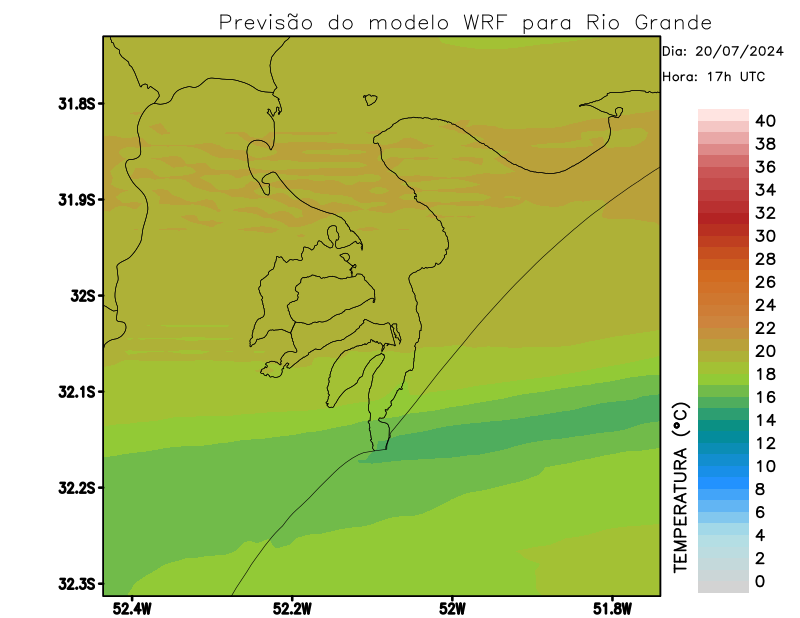 Previsão do modelo WRF para Rio Grande
Dia: 20/07/2024
Hora: 17h UTC
31.8S
31.9S
32S
32.1S
32.2S
32.3S
52.4W
52.2W
52W
51.8W
TEMPERATURA (°C)
40
38
36
34
32
30
28
26
24
22
20
18
16
14
12
10
8
6
4
2
0